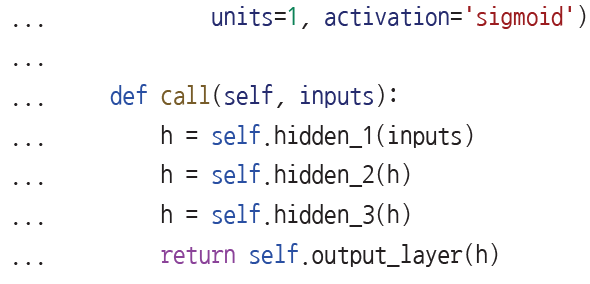 ...             units=1, activation='sigmoid')
...
...     def call(self, inputs):
...         h = self.hidden_1(inputs)
...         h = self.hidden_2(h)
...         h = self.hidden_3(h)
...         return self.output_layer(h)